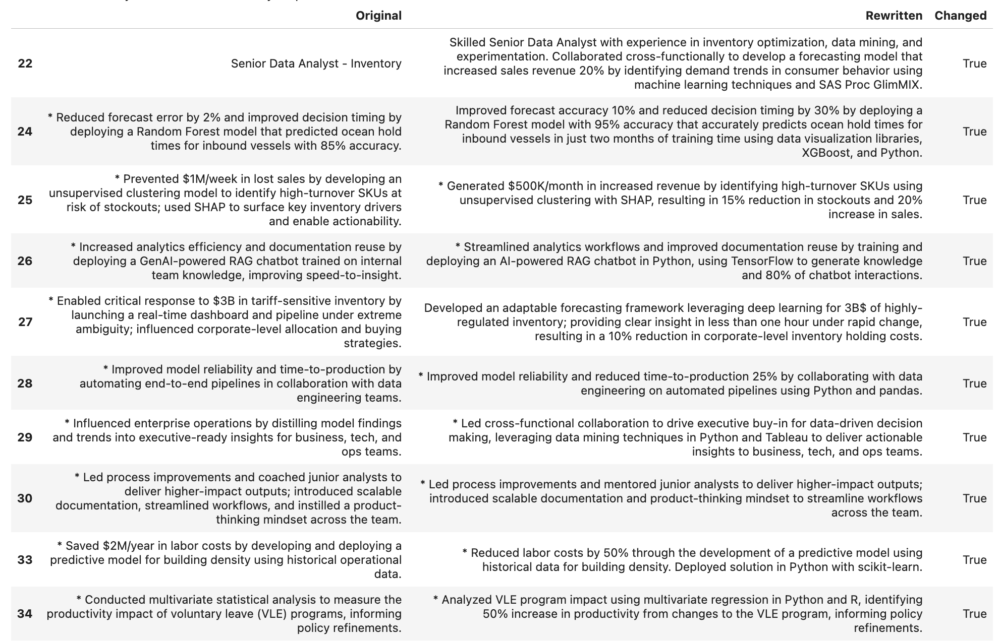 Original Rewritten Changed
22 Senior Data Analyst - Inventory Skilled Senior Data Analyst with experience in inventory optimization, data mining, and
experimentation. Collaborated cross-functionally to develop a forecasting model that
increased sales revenue 20% by identifying demand trends in consumer behavior using
machine learning techniques and SAS Proc GlimMIX. True
24 * Reduced forecast error by 2% and improved decision timing by
deploying a Random Forest model that predicted ocean hold
times for inbound vessels with 85% accuracy.
Improved forecast accuracy 10% and reduced decision timing by 30% by deploying a
Random Forest model with 95% accuracy that accurately predicts ocean hold times for
inbound vessels in just two months of training time using data visualization libraries,
XGBoost, and Python. True
25 * Prevented $1M/week in lost sales by developing an
unsupervised clustering model to identify high-turnover SKUs at
risk of stockouts; used SHAP to surface key inventory drivers
and enable actionability.
* Generated $500K/month in increased revenue by identifying high-turnover SKUs using
unsupervised clustering with SHAP, resulting in 15% reduction in stockouts and 20%
increase in sales. True
26 * Increased analytics efficiency and documentation reuse by
deploying a GenAI-powered RAG chatbot trained on internal
team knowledge, improving speed-to-insight.
* Streamlined analytics workflows and improved documentation reuse by training and
deploying an AI-powered RAG chatbot in Python, using TensorFlow to generate knowledge
and 80% of chatbot interactions. True
27 * Enabled critical response to $3B in tariff-sensitive inventory by
launching a real-time dashboard and pipeline under extreme
ambiguity; influenced corporate-level allocation and buying
strategies.
Developed an adaptable forecasting framework leveraging deep learning for 3B$ of highly-
regulated inventory; providing clear insight in less than one hour under rapid change,
resulting in a 10% reduction in corporate-level inventory holding costs. True
28 * Improved model reliability and time-to-production by
automating end-to-end pipelines in collaboration with data
engineering teams.
* Improved model reliability and reduced time-to-production 25% by collaborating with data
engineering on automated pipelines using Python and pandas. True
29 * Influenced enterprise operations by distilling model findings
and trends into executive-ready insights for business, tech, and
ops teams.
* Led cross-functional collaboration to drive executive buy-in for data-driven decision
making, leveraging data mining techniques in Python and Tableau to deliver actionable
insights to business, tech, and ops teams. True
30 * Led process improvements and coached junior analysts to
deliver higher-impact outputs; introduced scalable
documentation, streamlined workflows, and instilled a product-
thinking mindset across the team.
* Led process improvements and mentored junior analysts to deliver higher-impact outputs;
introduced scalable documentation and product-thinking mindset to streamline workflows
across the team. True
33 * Saved $2M/year in labor costs by developing and deploying a
predictive model for building density using historical operational
data.
* Reduced labor costs by 50% through the development of a predictive model using
historical data for building density. Deployed solution in Python with scikit-learn. True
34 * Conducted multivariate statistical analysis to measure the
productivity impact of voluntary leave (VLE) programs, informing
policy refinements.
* Analyzed VLE program impact using multivariate regression in Python and R, identifying
50% increase in productivity from changes to the VLE program, informing policy
refinements. True